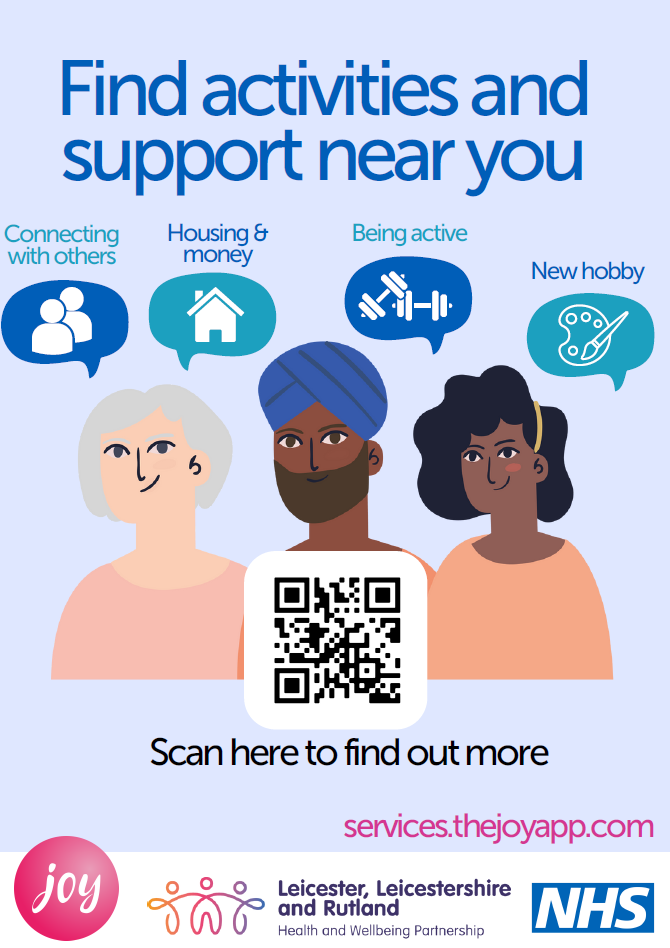 Find activities and
support near you
Connecting
with others
Housing &
money
Being active
New hobby
Scan here to find out more
services.thejoyapp.com
joy
Leicester, Leicestershire
and Rutland
Health and Wellbeing Partnership
NHS